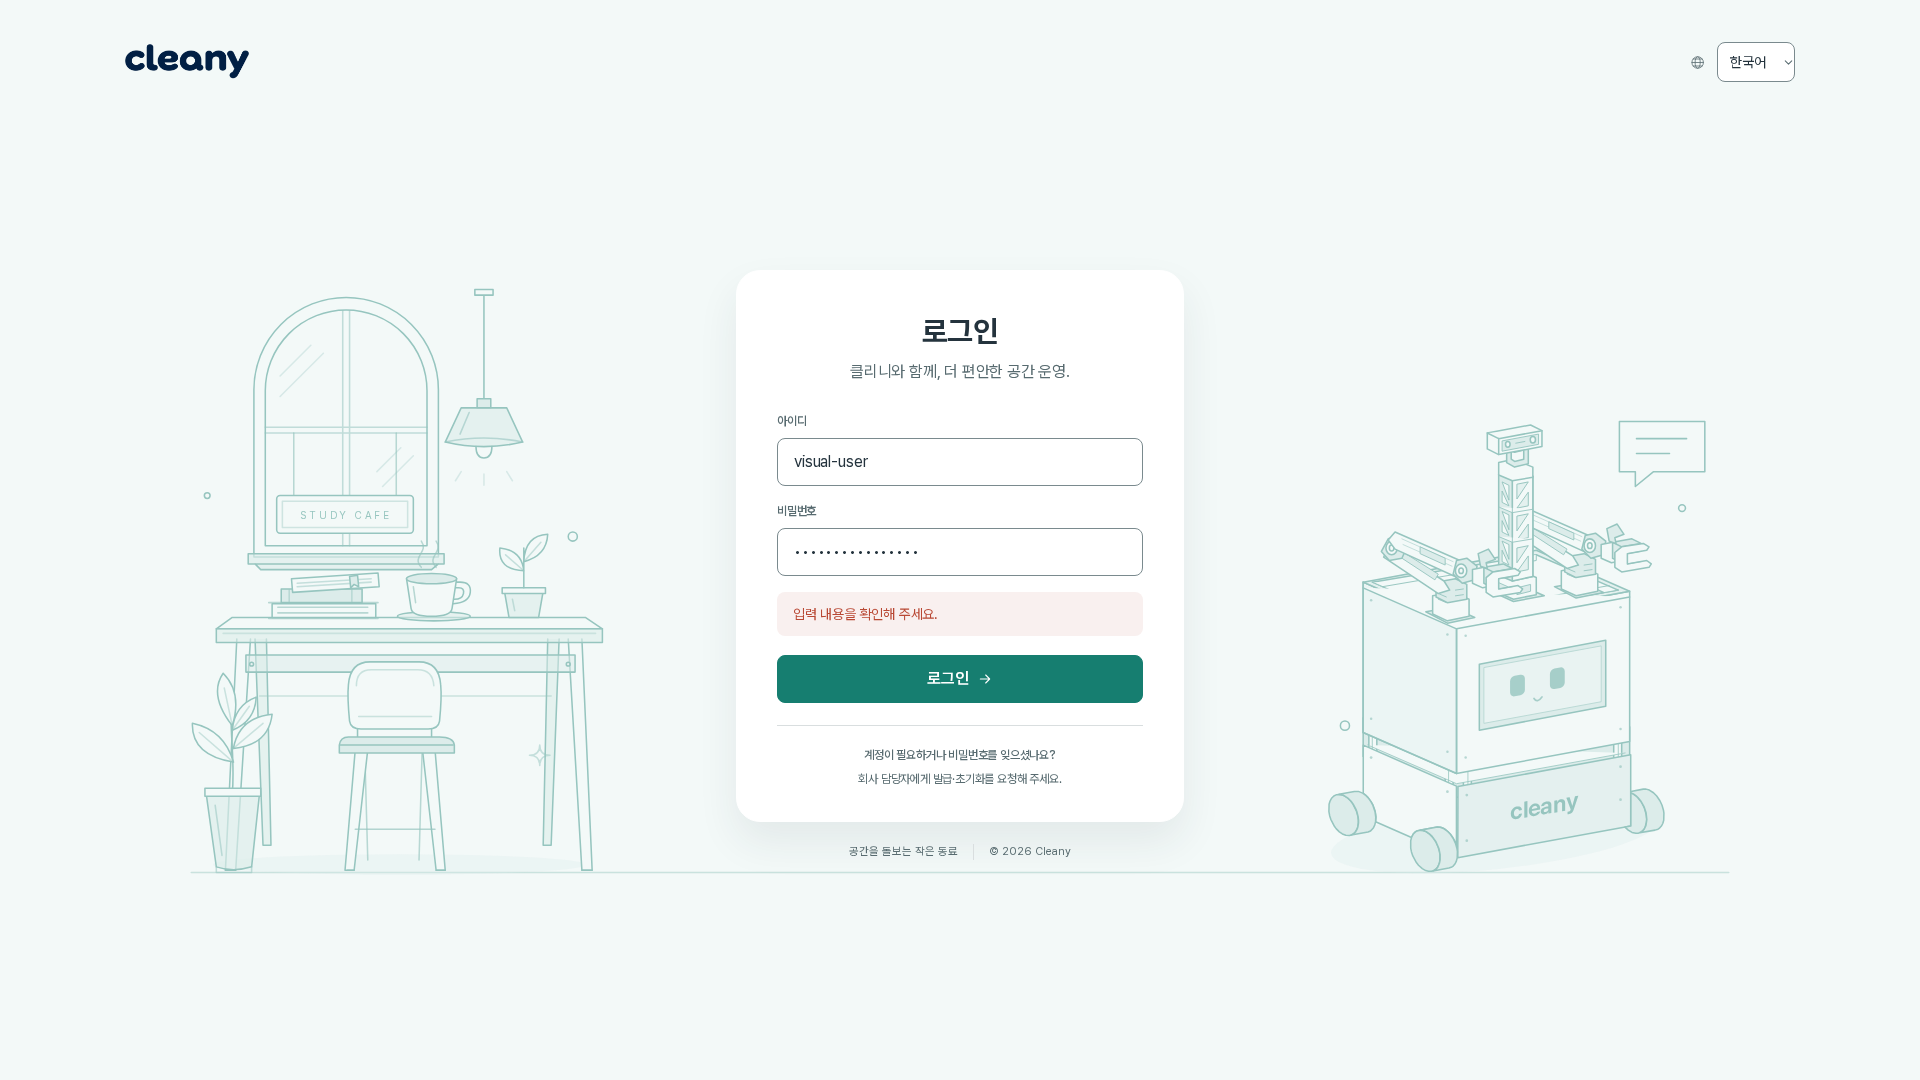 cleany
한국어
로그인
클리니와 함께, 더 편안한 공간 운영.
아이디
visual-user
비밀번호
••••••••••••••••
입력 내용을 확인해 주세요.
로그인 →
계정이 필요하거나 비밀번호를 잊으셨나요?
회사 담당자에게 발급·초기화를 요청해 주세요.
공간을 돌보는 작은 동료
© 2026 Cleany
STUDY CAFE
cleany